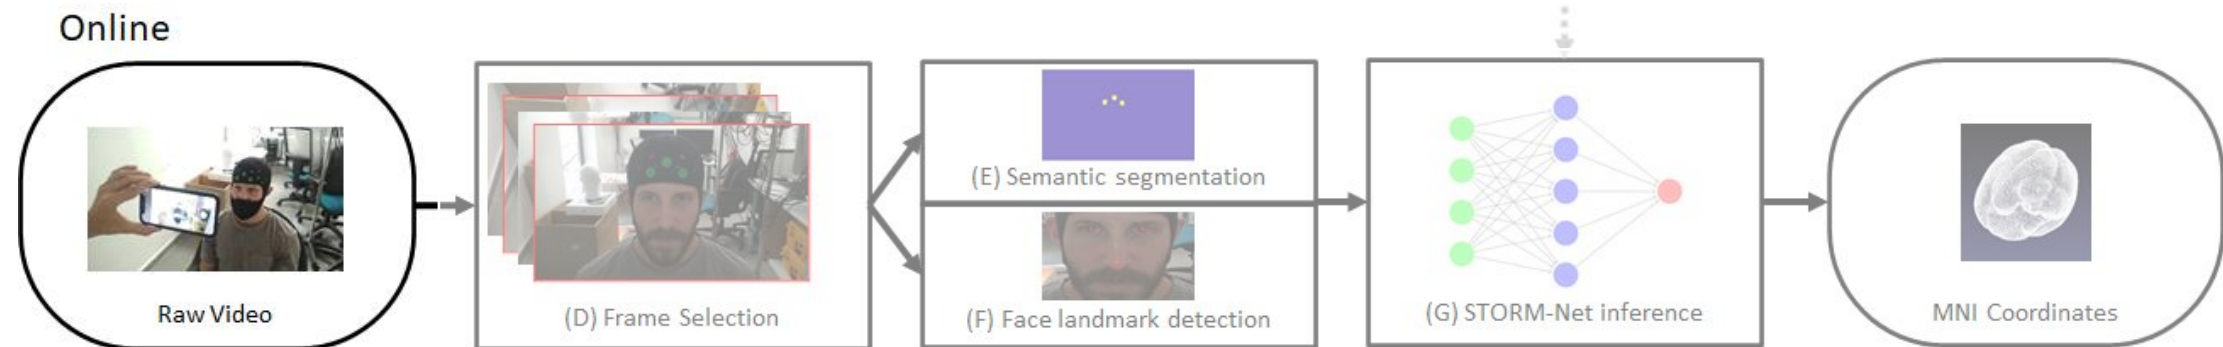 Online
Raw Video
(D) Frame Selection
(E) Semantic segmentation
(F) Face landmark detection
(G) STORM-Net inference
MNI Coordinates